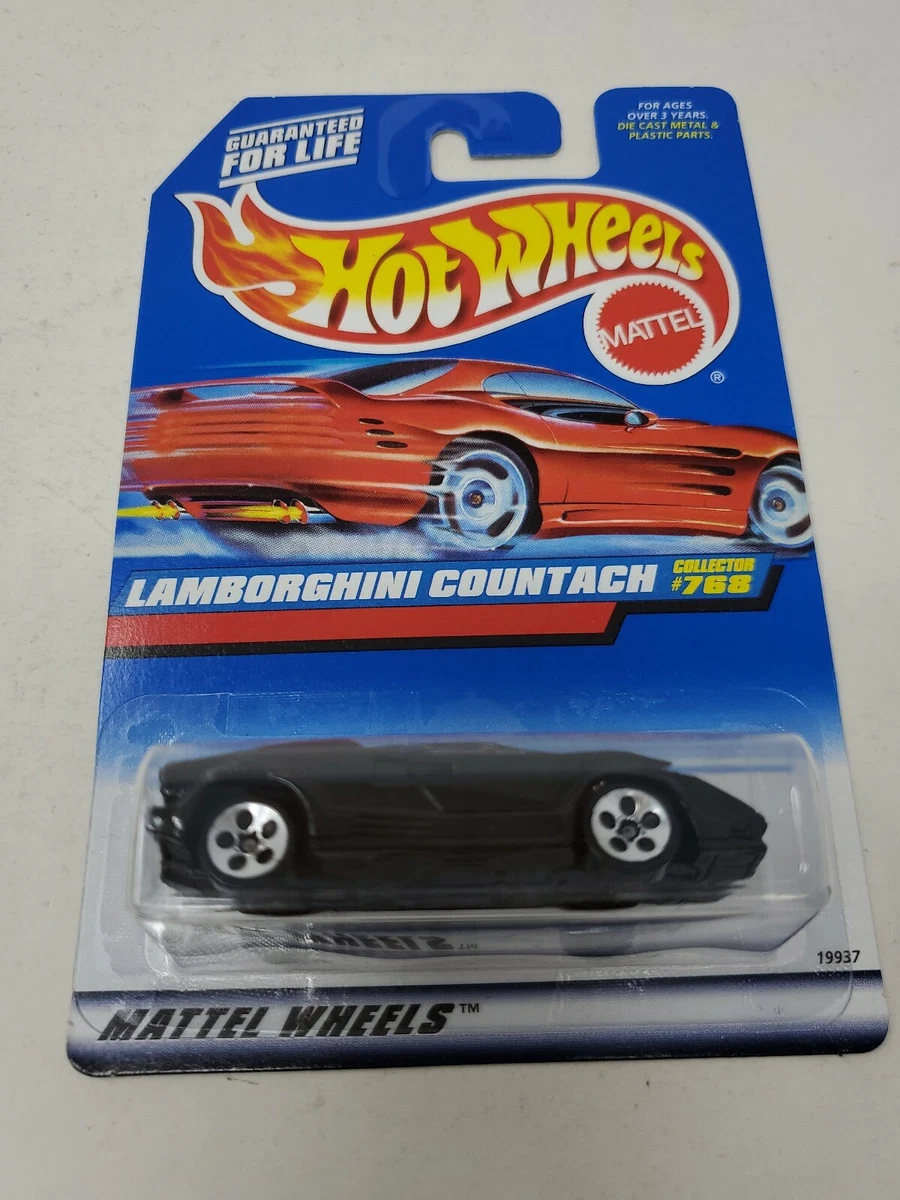 GUARANTEED
FOR LIFE
FOR AGES
OVER 3 YEARS.
DIE CAST METAL &
PLASTIC PARTS.
HOT WHEELS
MATTEL
®
LAMBORGHINI COUNTACH
COLLECTOR
#768
WHEELS™
19937
MATTEL WHEELS™